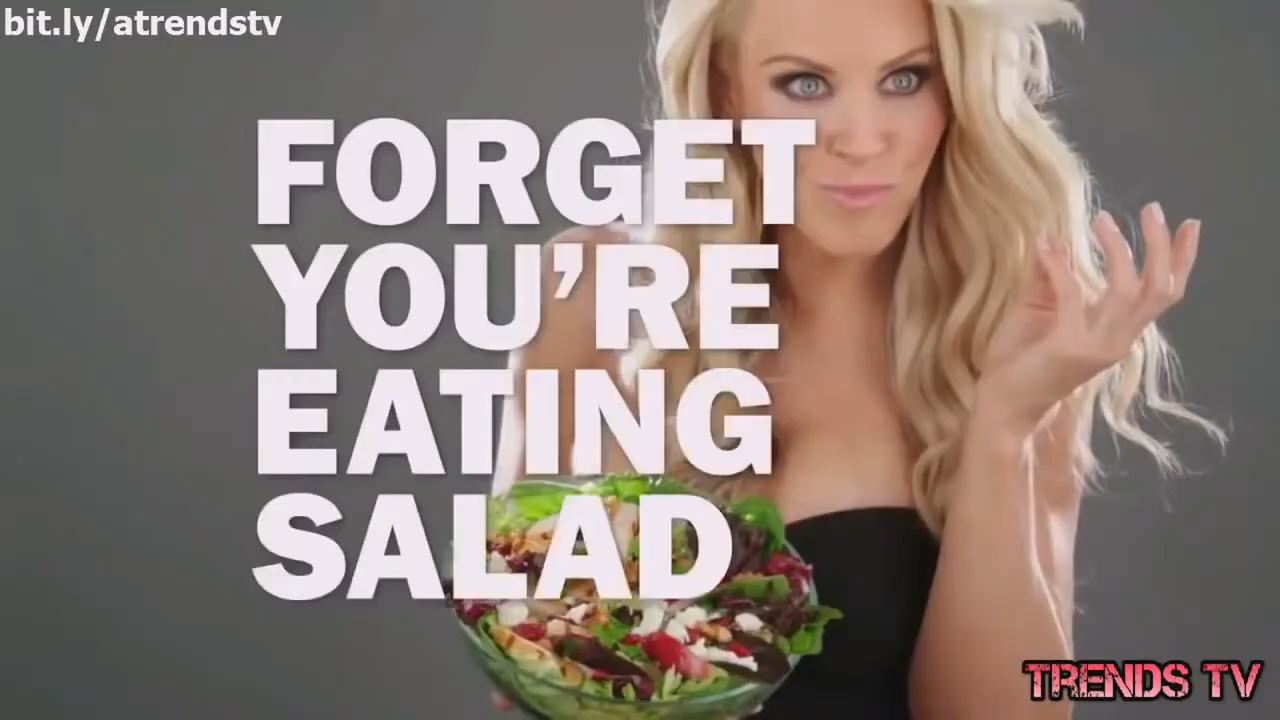 bit.ly/atrendstv
FORGET
YOU’RE
EATING
SALAD
TRENDS TV